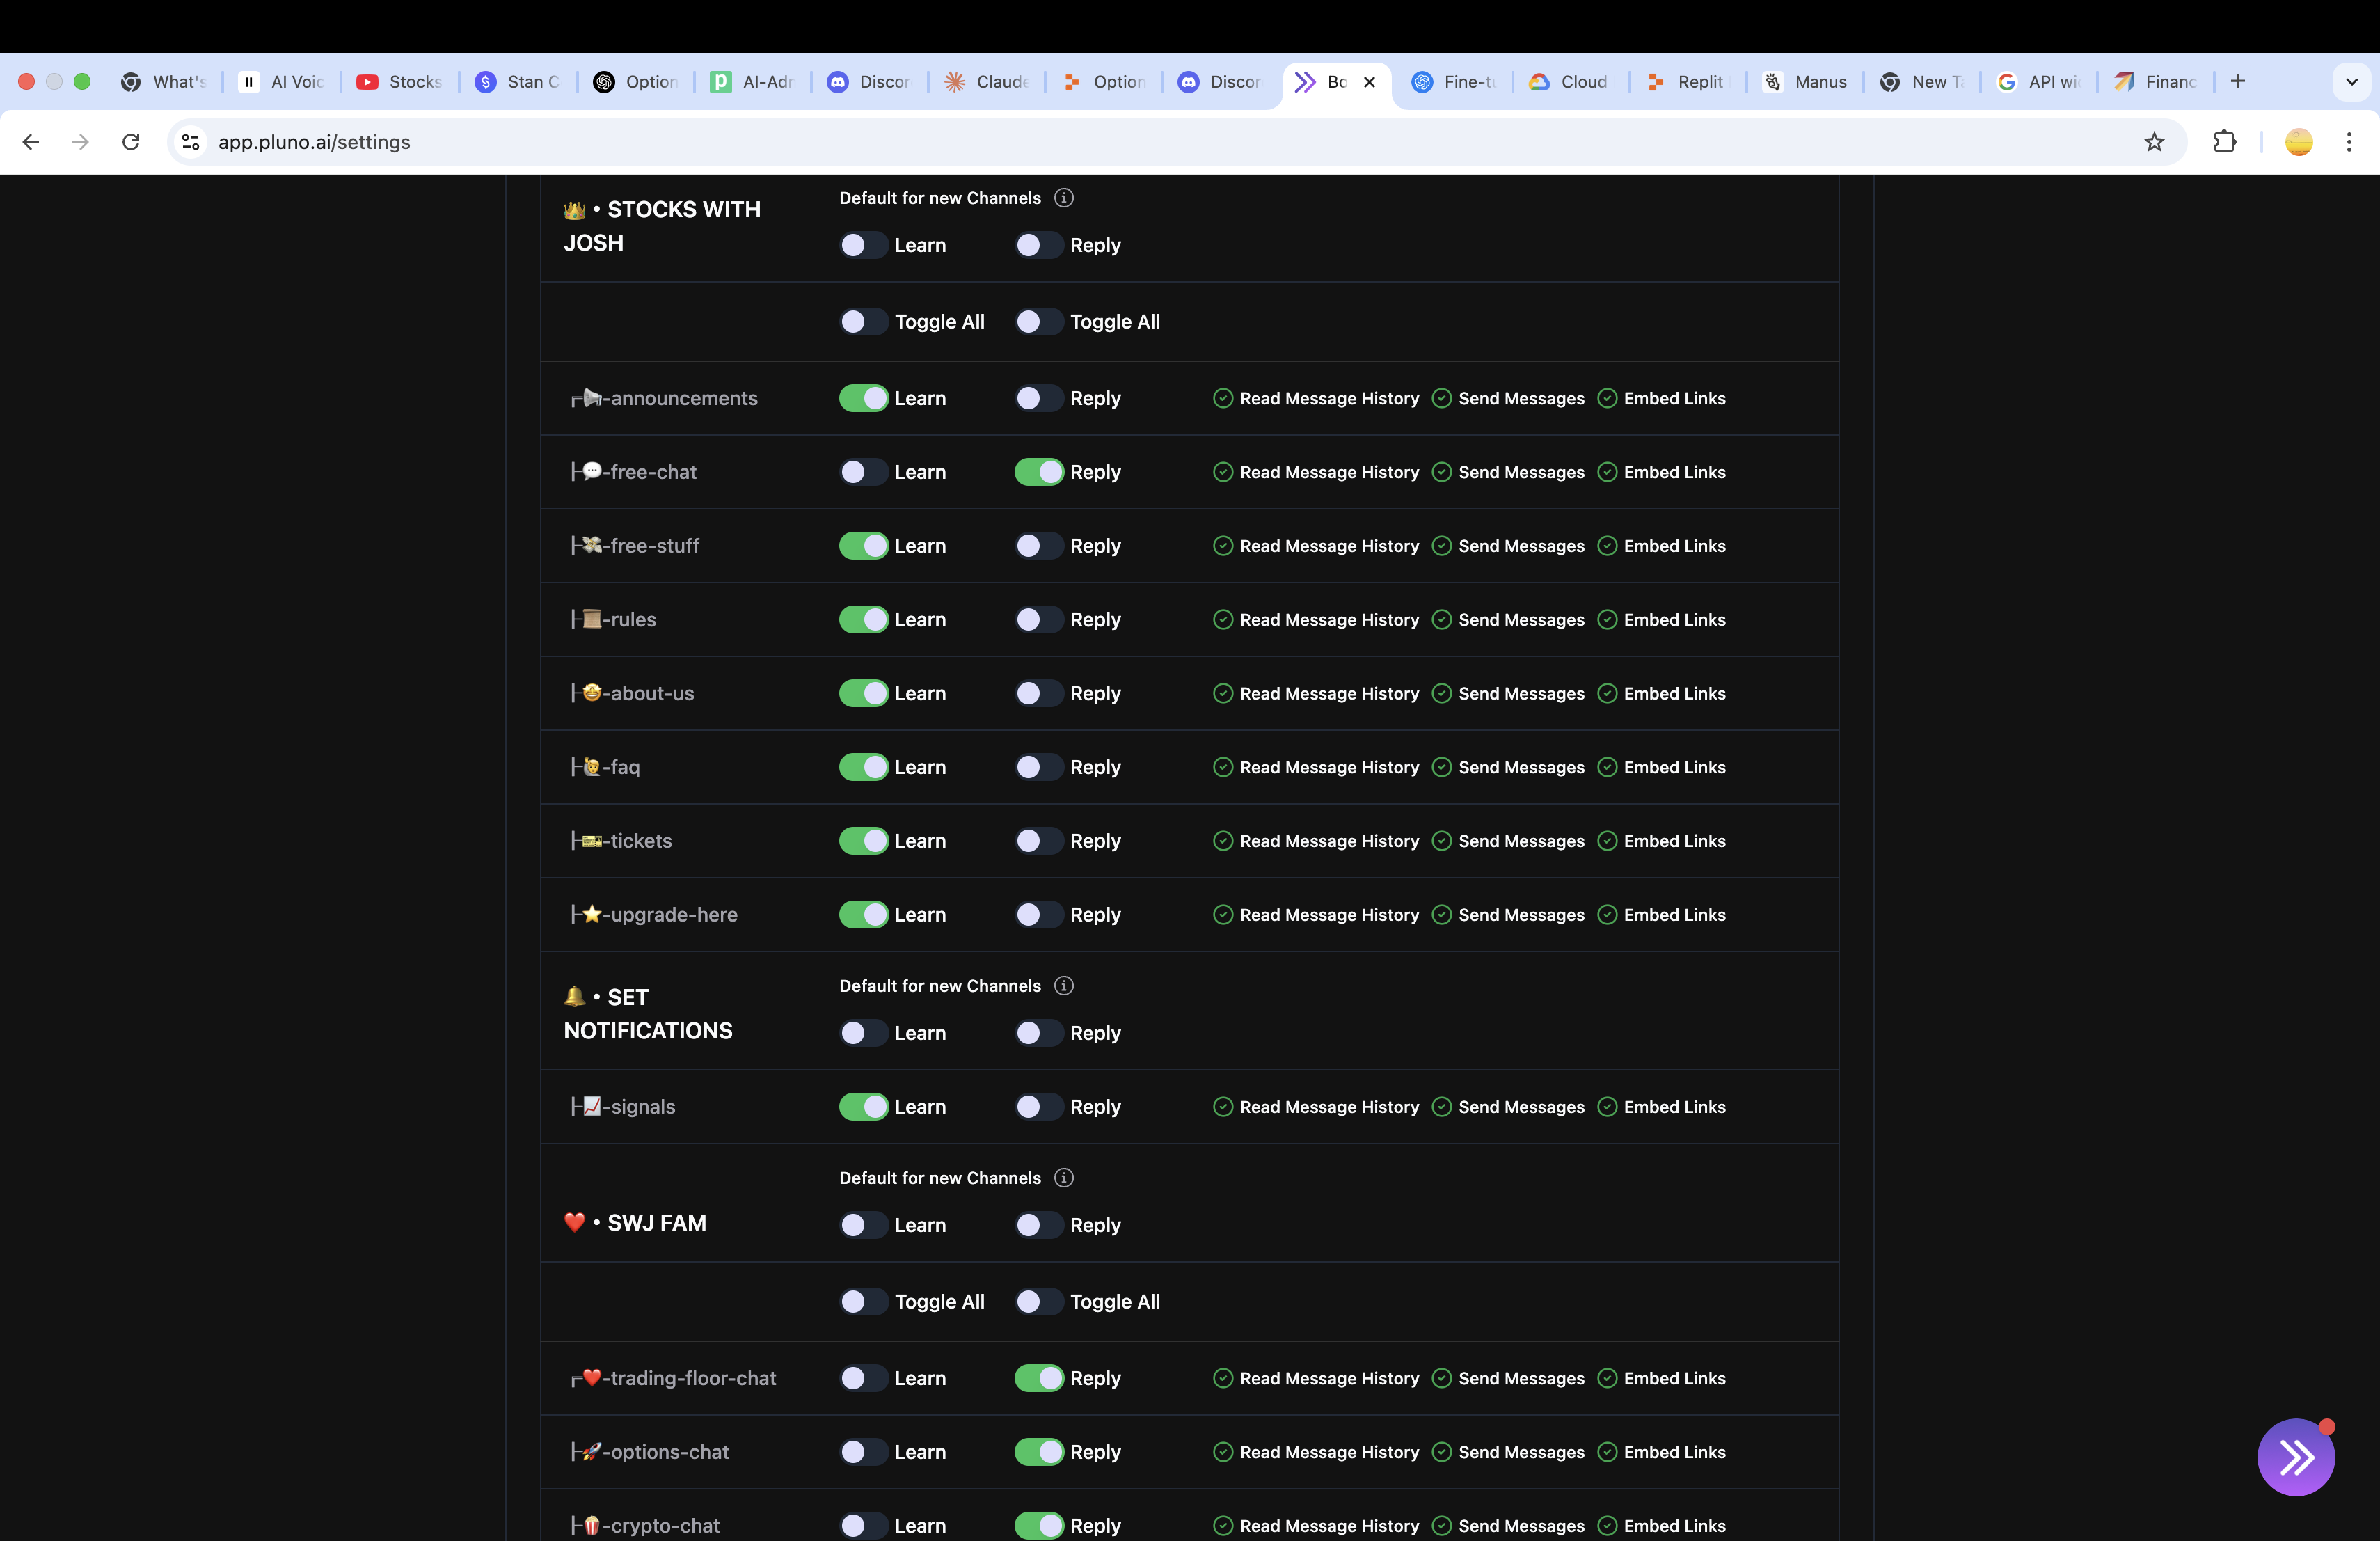 What's
AI Voic
Stocks
Stan C
Option
AI-Adr
Discor
Claude
Option
Discor
Bo
Fine-tu
Cloud
Replit
Manus
New Ta
API wi
Financ
app.pluno.ai/settings
👑 • STOCKS WITH JOSH
Default for new Channels
Learn Reply
Toggle All Toggle All
┏📣-announcements Learn Reply Read Message History Send Messages Embed Links
┣💬-free-chat Learn Reply Read Message History Send Messages Embed Links
┣💸-free-stuff Learn Reply Read Message History Send Messages Embed Links
┣📜-rules Learn Reply Read Message History Send Messages Embed Links
┣🤩-about-us Learn Reply Read Message History Send Messages Embed Links
┣🙋-faq Learn Reply Read Message History Send Messages Embed Links
┣🎫-tickets Learn Reply Read Message History Send Messages Embed Links
┣⭐-upgrade-here Learn Reply Read Message History Send Messages Embed Links
🔔 • SET NOTIFICATIONS
Default for new Channels
Learn Reply
┣📈-signals Learn Reply Read Message History Send Messages Embed Links
❤️ • SWJ FAM
Default for new Channels
Learn Reply
Toggle All Toggle All
┏❤️-trading-floor-chat Learn Reply Read Message History Send Messages Embed Links
┣🚀-options-chat Learn Reply Read Message History Send Messages Embed Links
┣🍿-crypto-chat Learn Reply Read Message History Send Messages Embed Links